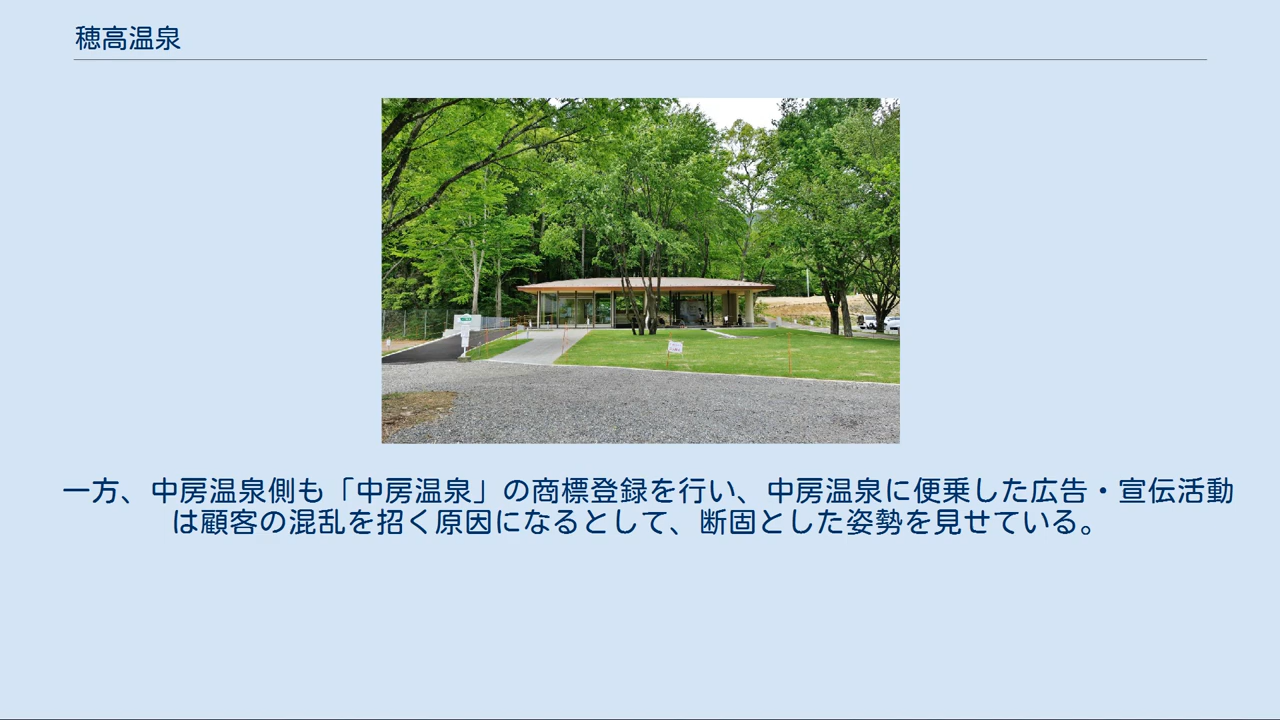 穂高温泉
一方、中房温泉側も「中房温泉」の商標登録を行い、中房温泉に便乗した広告・宣伝活動
は顧客の混乱を招く原因になるとして、断固とした姿勢を見せている。